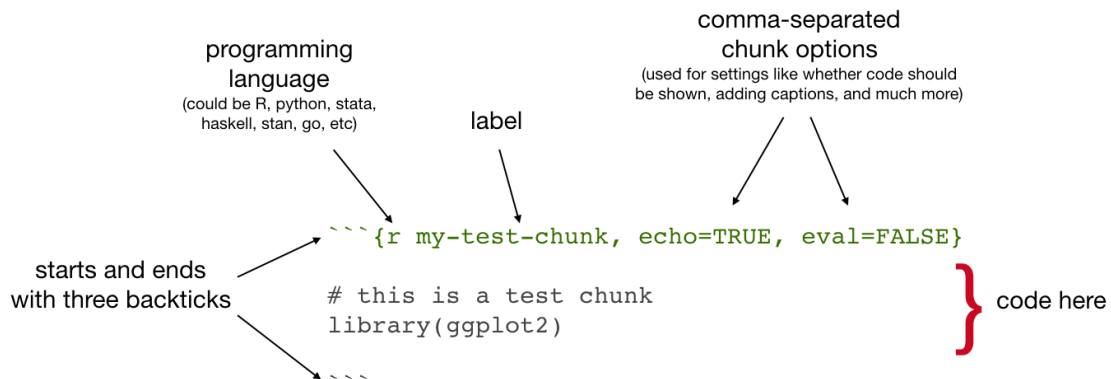 programming
language
(could be R, python, stata,
haskell, stan, go, etc)
label
comma-separated
chunk options
(used for settings like whether code should
be shown, adding captions, and much more)
```{r my-test-chunk, echo=TRUE, eval=FALSE}
starts and ends
with three backticks
# this is a test chunk
library(ggplot2)
} code here
```